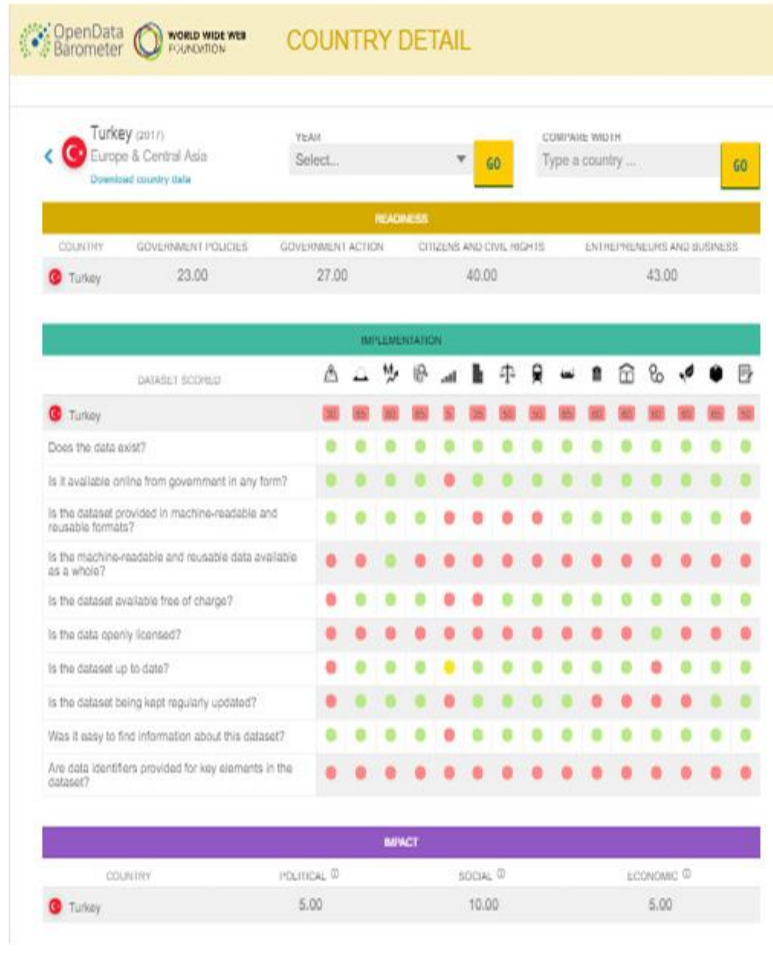 OpenData
Barometer
WORLD WIDE WEB
FOUNDATION
COUNTRY DETAIL
Turkey (2017)
Europe & Central Asia
Download country data
YEAR
Select...
GO
COMPARE WIDTH
Type a country ...
GO
READINESS
COUNTRY GOVERNMENT POLICIES GOVERNMENT ACTION CITIZENS AND CIVIL RIGHTS ENTREPRENEURS AND BUSINESS
Turkey 23.00 27.00 40.00 43.00
IMPLEMENTATION
DATASET SCORED
Turkey 5 50 50
Does the data exist?
Is it available online from government in any form?
Is the dataset provided in machine-readable and
reusable formats?
Is the machine-readable and reusable data available
as a whole?
Is the dataset available free of charge?
Is the data openly licensed?
Is the dataset up to date?
Is the dataset being kept regularly updated?
Was it easy to find information about this dataset?
Are data identifiers provided for key elements in the
dataset?
IMPACT
COUNTRY POLITICAL SOCIAL ECONOMIC
Turkey 5.00 10.00 5.00